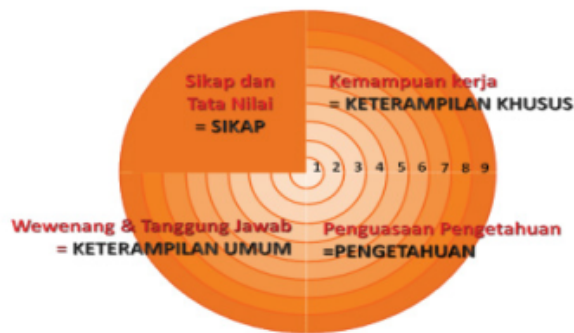 Sikap dan
Tata Nilai
= SIKAP
Kemampuan kerja
= KETERAMPILAN KHUSUS
1 2 3 4 5 6 7 8 9
Wewenang & Tanggung Jawab
= KETERAMPILAN UMUM
Penguasaan Pengetahuan
=PENGETAHUAN